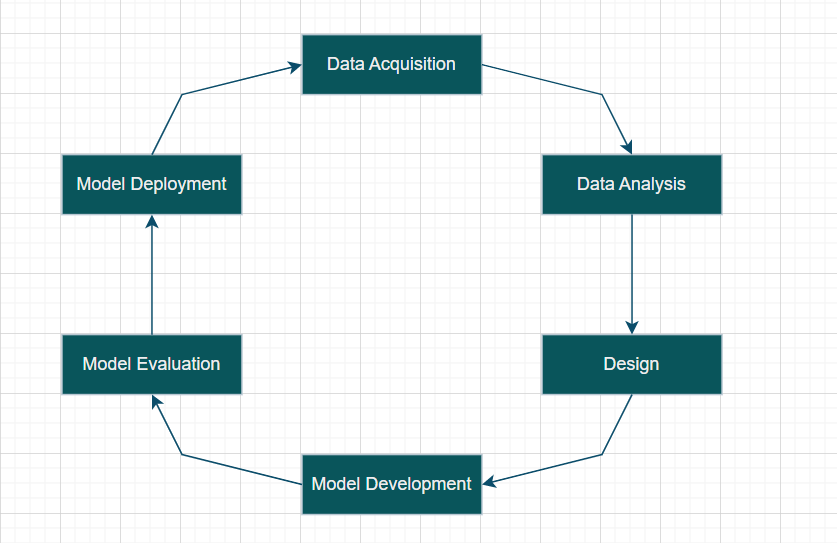 Data Acquisition
Data Analysis
Design
Model Development
Model Evaluation
Model Deployment